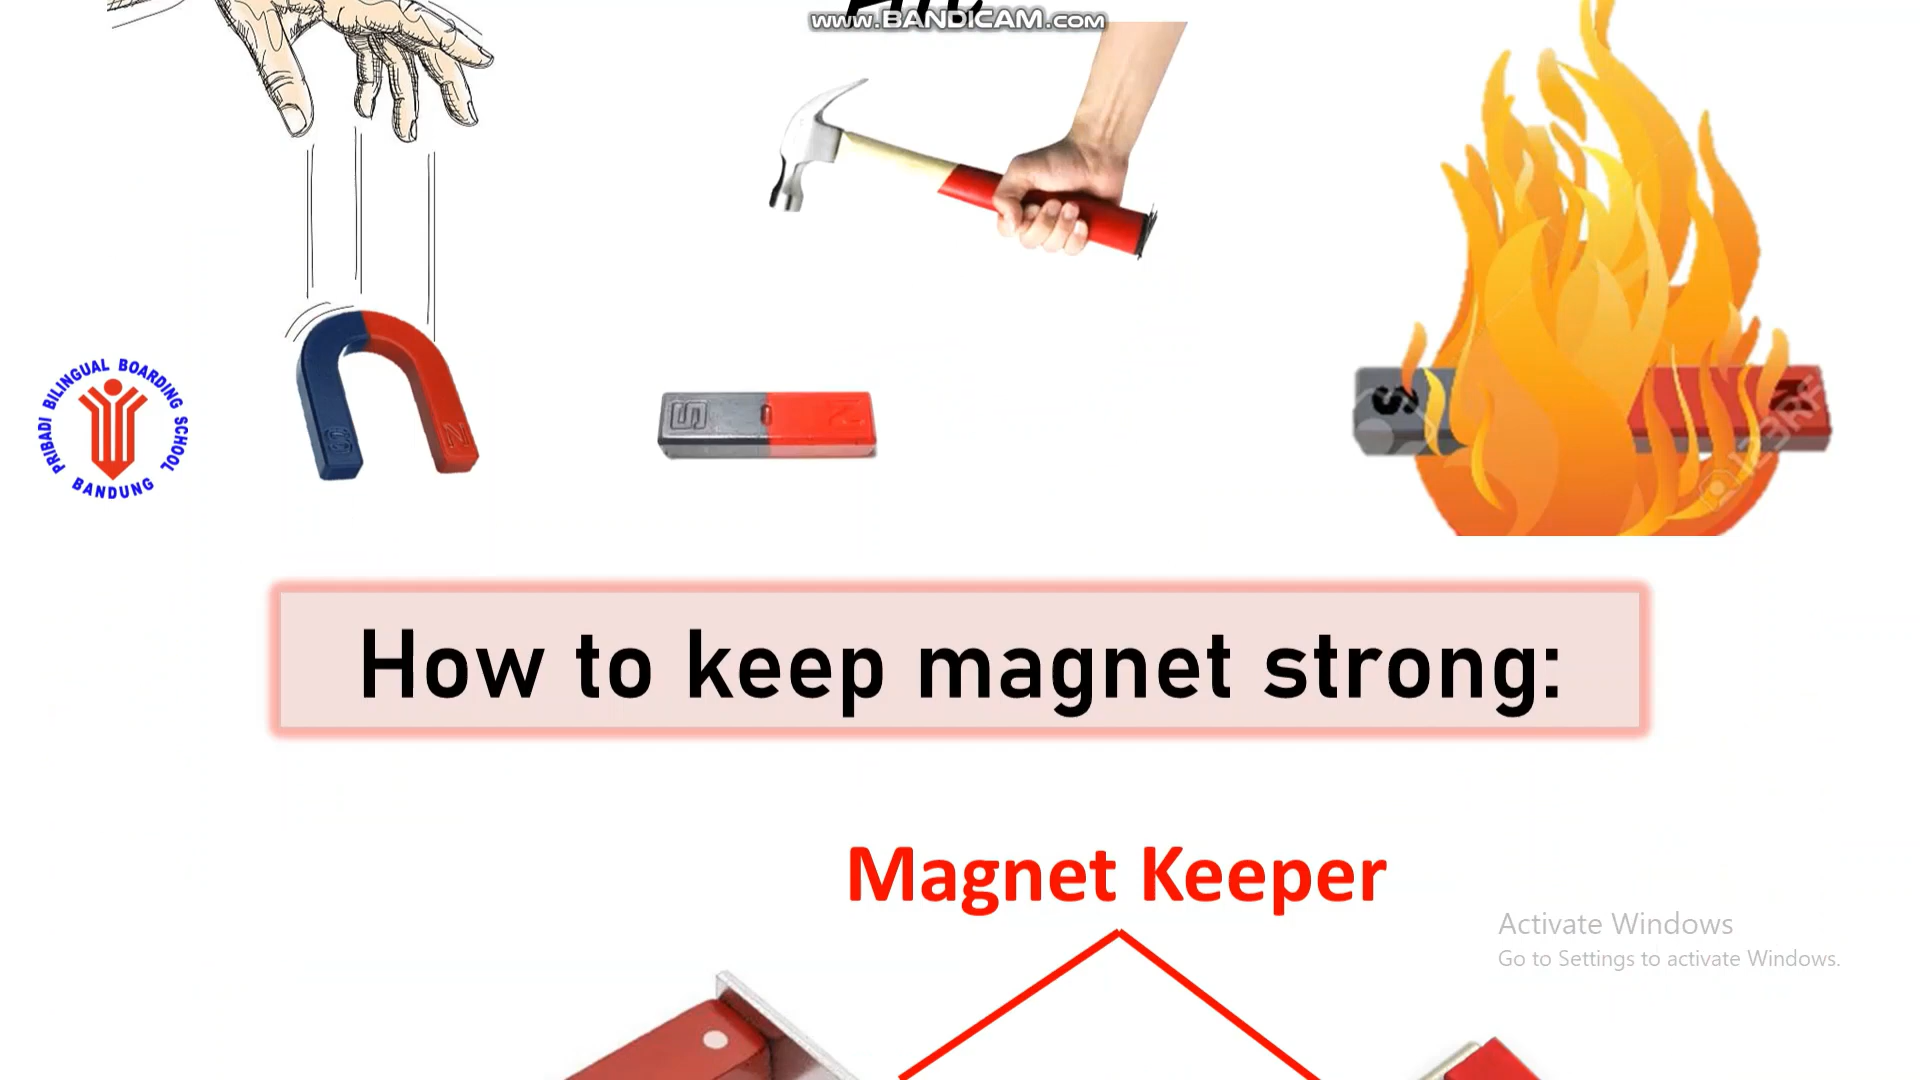 www.BANDICAM.com
PRIBADI BILINGUAL BOARDING SCHOOL
BANDUNG
S
N
S
N
S
N
123RF
How to keep magnet strong:
Magnet Keeper
Activate Windows
Go to Settings to activate Windows.